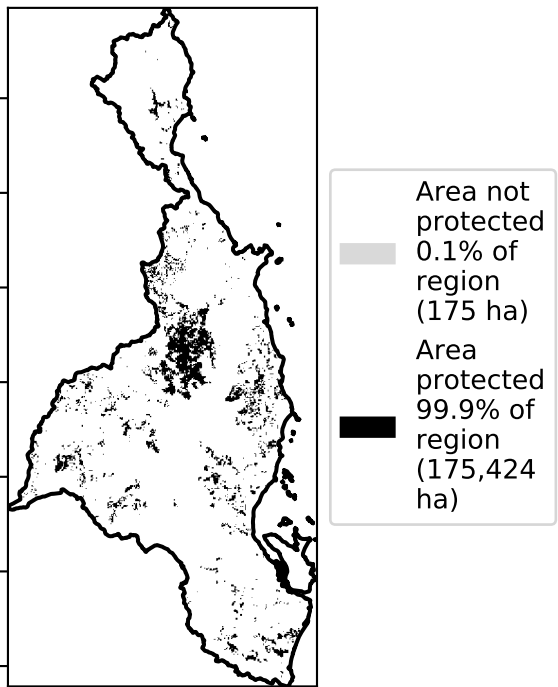 Area not
protected
0.1% of
region
(175 ha)
Area
protected
99.9% of
region
(175,424
ha)